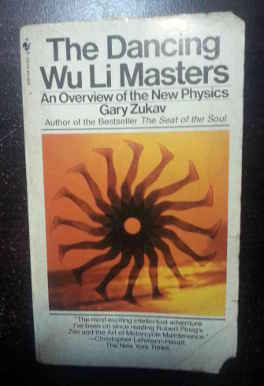 The Dancing
Wu Li Masters
An Overview of the New Physics
Gary Zukav
Author of the Bestseller The Seat of the Soul
"The most exciting intellectual adventure
I've been on since reading Robert Pirsig's
Zen and the Art of Motorcycle Maintenance."
—Christopher Lehmann-Haupt,
The New York Times